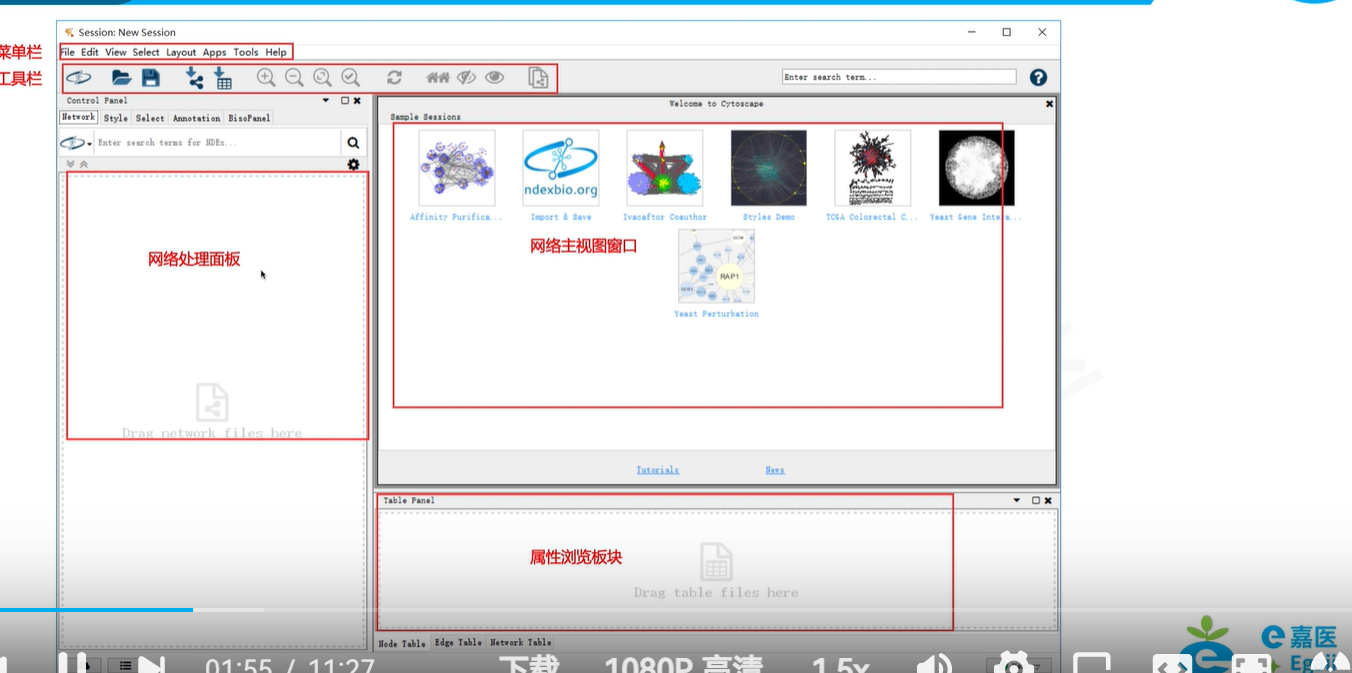 Session: New Session
菜单栏
File Edit View Select Layout Apps Tools Help
工具栏
Enter search term...
Control Panel
Welcome to Cytoscape
Network Style Select Annotation BisoPanel
Sample Sessions
Enter search terms for NDEx...
ndexbio.org
Affinity Purifica...
Import & Save
Ivacaftor Coauthor
Styles Demo
TCGA Colorectal C...
Yeast Gene Intera...
网络处理面板
网络主视图窗口
RAP1
Yeast Perturbation
Drag network files here
Tutorials
News
Table Panel
属性浏览板块
Drag table files here
Node Table Edge Table Network Table
嘉医
01:55 / 11:27
下载
1080P 高清
1.5x